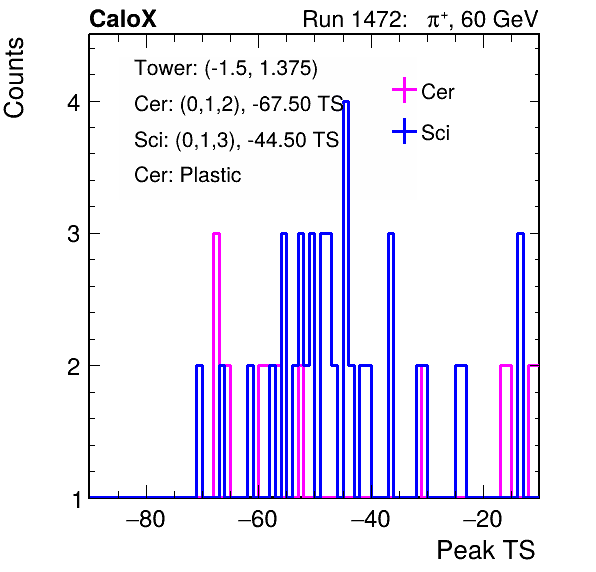 CaloX Run 1472: π⁺, 60 GeV
Counts
Tower: (-1.5, 1.375)
Cer: (0,1,2), -67.50 TS
Sci: (0,1,3), -44.50 TS
Cer: Plastic
Cer
Sci
4
3
2
1
−80 −60 −40 −20
Peak TS